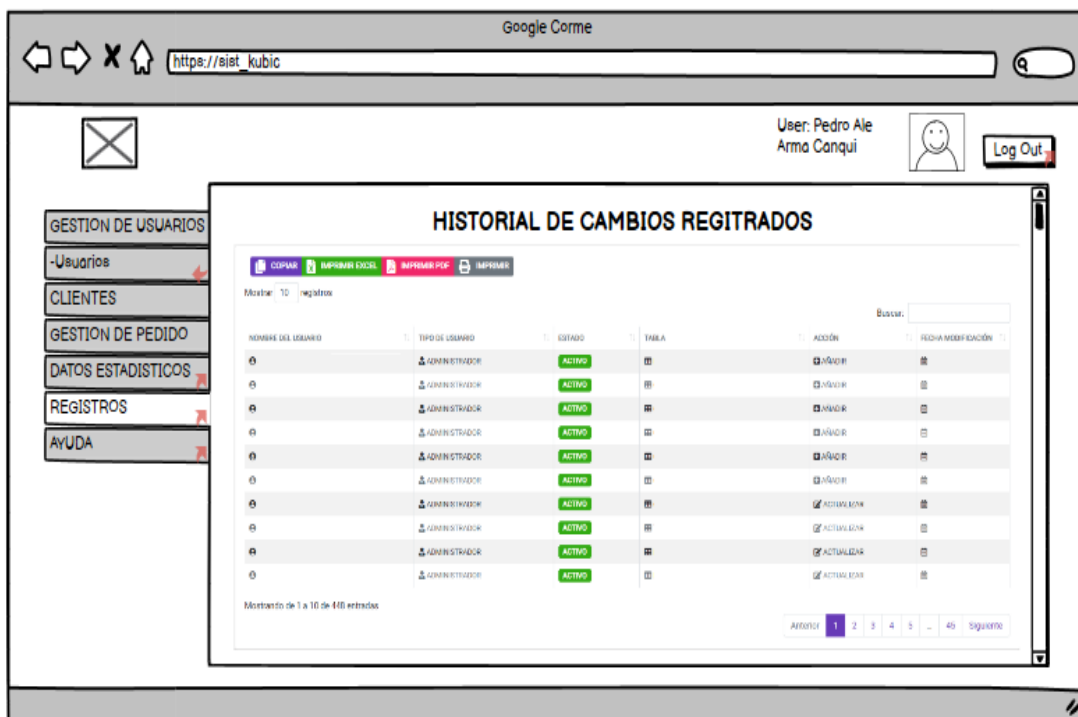 Google Corme
https://sist_kubic
User: Pedro Ale
Arma Canqui
Log Out
GESTION DE USUARIOS
-Usuarios
CLIENTES
GESTION DE PEDIDO
DATOS ESTADISTICOS
REGISTROS
AYUDA
HISTORIAL DE CAMBIOS REGITRADOS
COPIAR IMPRIMIR EXCEL IMPRIMIR PDF IMPRIMIR
Mostrar 10 registros
Buscar:
NOMBRE DEL USUARIO TIPO DE USUARIO ESTADO TABLA ACCIÓN FECHA MODIFICACIÓN
ADMINISTRADOR ACTIVO AÑADIR
ADMINISTRADOR ACTIVO AÑADIR
ADMINISTRADOR ACTIVO AÑADIR
ADMINISTRADOR ACTIVO AÑADIR
ADMINISTRADOR ACTIVO AÑADIR
ADMINISTRADOR ACTIVO AÑADIR
ADMINISTRADOR ACTIVO ACTUALIZAR
ADMINISTRADOR ACTIVO ACTUALIZAR
ADMINISTRADOR ACTIVO ACTUALIZAR
ADMINISTRADOR ACTIVO ACTUALIZAR
Mostrando de 1 a 10 de entradas
Anterior 1 2 3 4 5 ... Siguiente